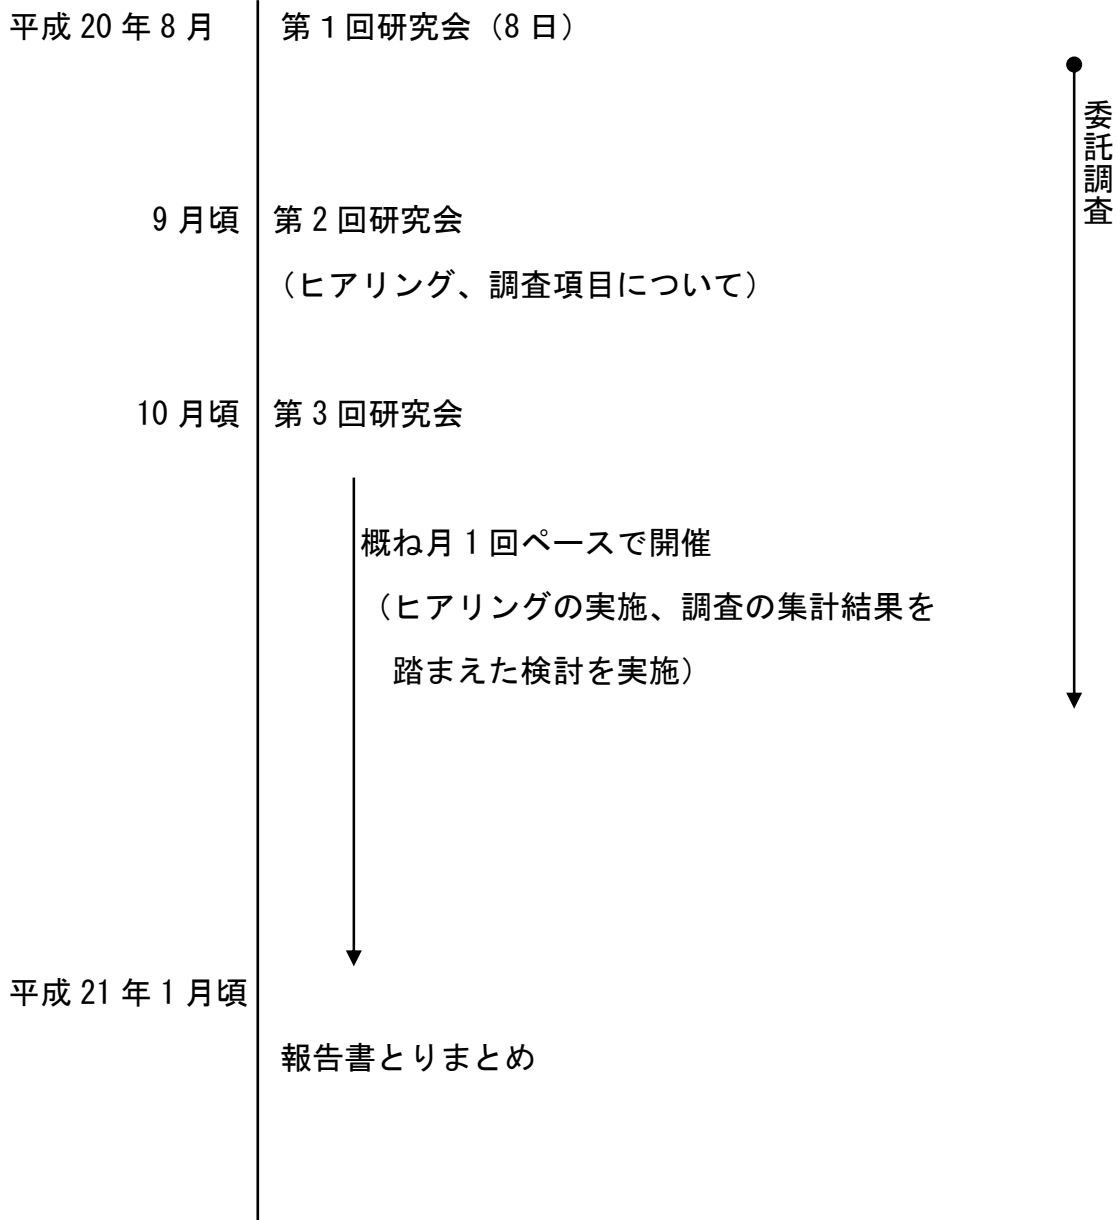 平成 20 年 8 月 第 1 回研究会（8 日）
委託調査
9 月頃 第 2 回研究会
（ヒアリング、調査項目について）
10 月頃 第 3 回研究会
概ね月 1 回ペースで開催
（ヒアリングの実施、調査の集計結果を
踏まえた検討を実施）
平成 21 年 1 月頃
報告書とりまとめ